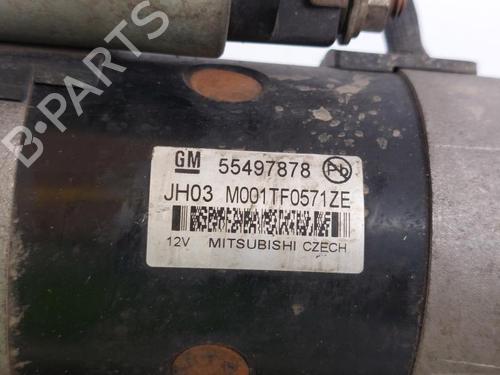 B-PARTS
GM 55497878 Pb
JH03 M001TF0571ZE
12V MITSUBISHI CZECH